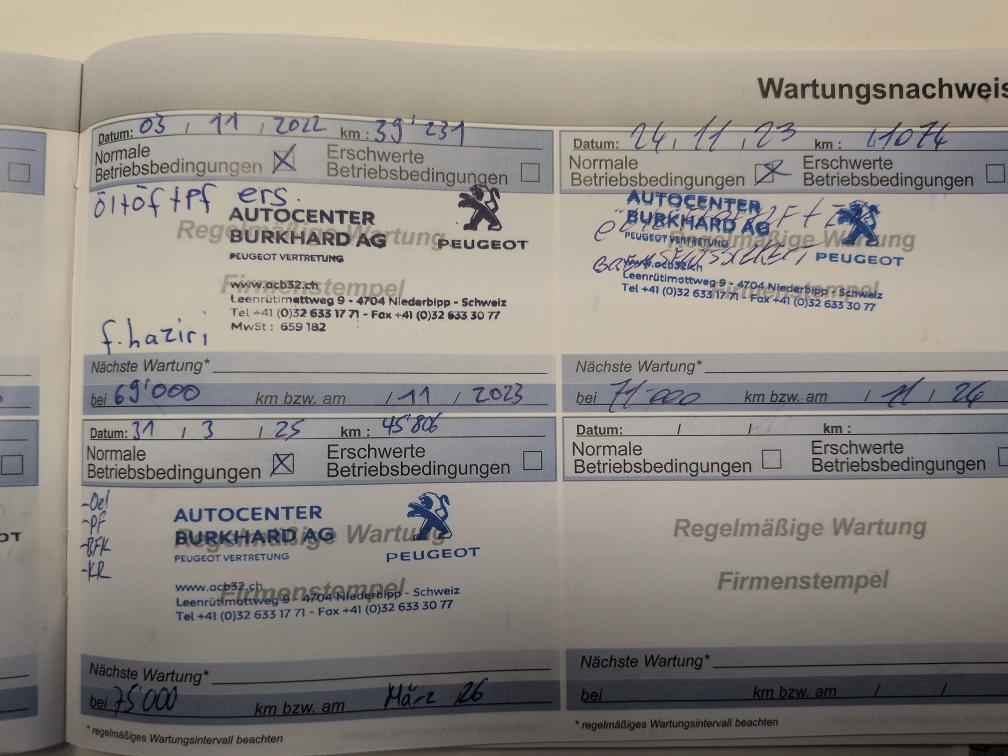 Wartungsnachweis
Datum: 03 / 11 / 2022 km : 39'231
Normale
Betriebsbedingungen
Erschwerte
Betriebsbedingungen
Öl+öf+pf ers.
AUTOCENTER
BURKHARD AG
PEUGEOT VERTRETUNG
PEUGEOT
Regelmäßige Wartung
Firmenstempel
www.acb32.ch
Leenrütimattweg 9 - 4704 Niederbipp - Schweiz
Tel +41 (0)32 633 17 71 - Fax +41 (0)32 633 30 77
MwSt : 659 182
f.haziri
Nächste Wartung*
bei 69'000 km bzw. am / 11 / 2023
Datum: 24 / 11 / 23 km :
Normale
Betriebsbedingungen
Erschwerte
Betriebsbedingungen
AUTOCENTER
BURKHARD AG
PEUGEOT VERTRETUNG
PEUGEOT
Regelmäßige Wartung
www.acb32.ch
Leenrütimattweg 9 - 4704 Niederbipp - Schweiz
Tel +41 (0)32 633 17 71 - Fax +41 (0)32 633 30 77
Nächste Wartung*
bei 71'000 km bzw. am / 11 / 24
Datum: 31 / 3 / 25 km : 45'806
Normale
Betriebsbedingungen
Erschwerte
Betriebsbedingungen
-Oel
-PF
-BFK
-KR
AUTOCENTER
BURKHARD AG
PEUGEOT VERTRETUNG
PEUGEOT
Regelmäßige Wartung
Firmenstempel
www.acb32.ch
Leenrütimattweg 9 - 4704 Niederbipp - Schweiz
Tel +41 (0)32 633 17 71 - Fax +41 (0)32 633 30 77
Nächste Wartung*
bei 75'000 km bzw. am März 26
* regelmäßiges Wartungsintervall beachten
Datum: / / km :
Normale
Betriebsbedingungen
Erschwerte
Betriebsbedingungen
Regelmäßige Wartung
Firmenstempel
Nächste Wartung*
bei km bzw. am / /
* regelmäßiges Wartungsintervall beachten